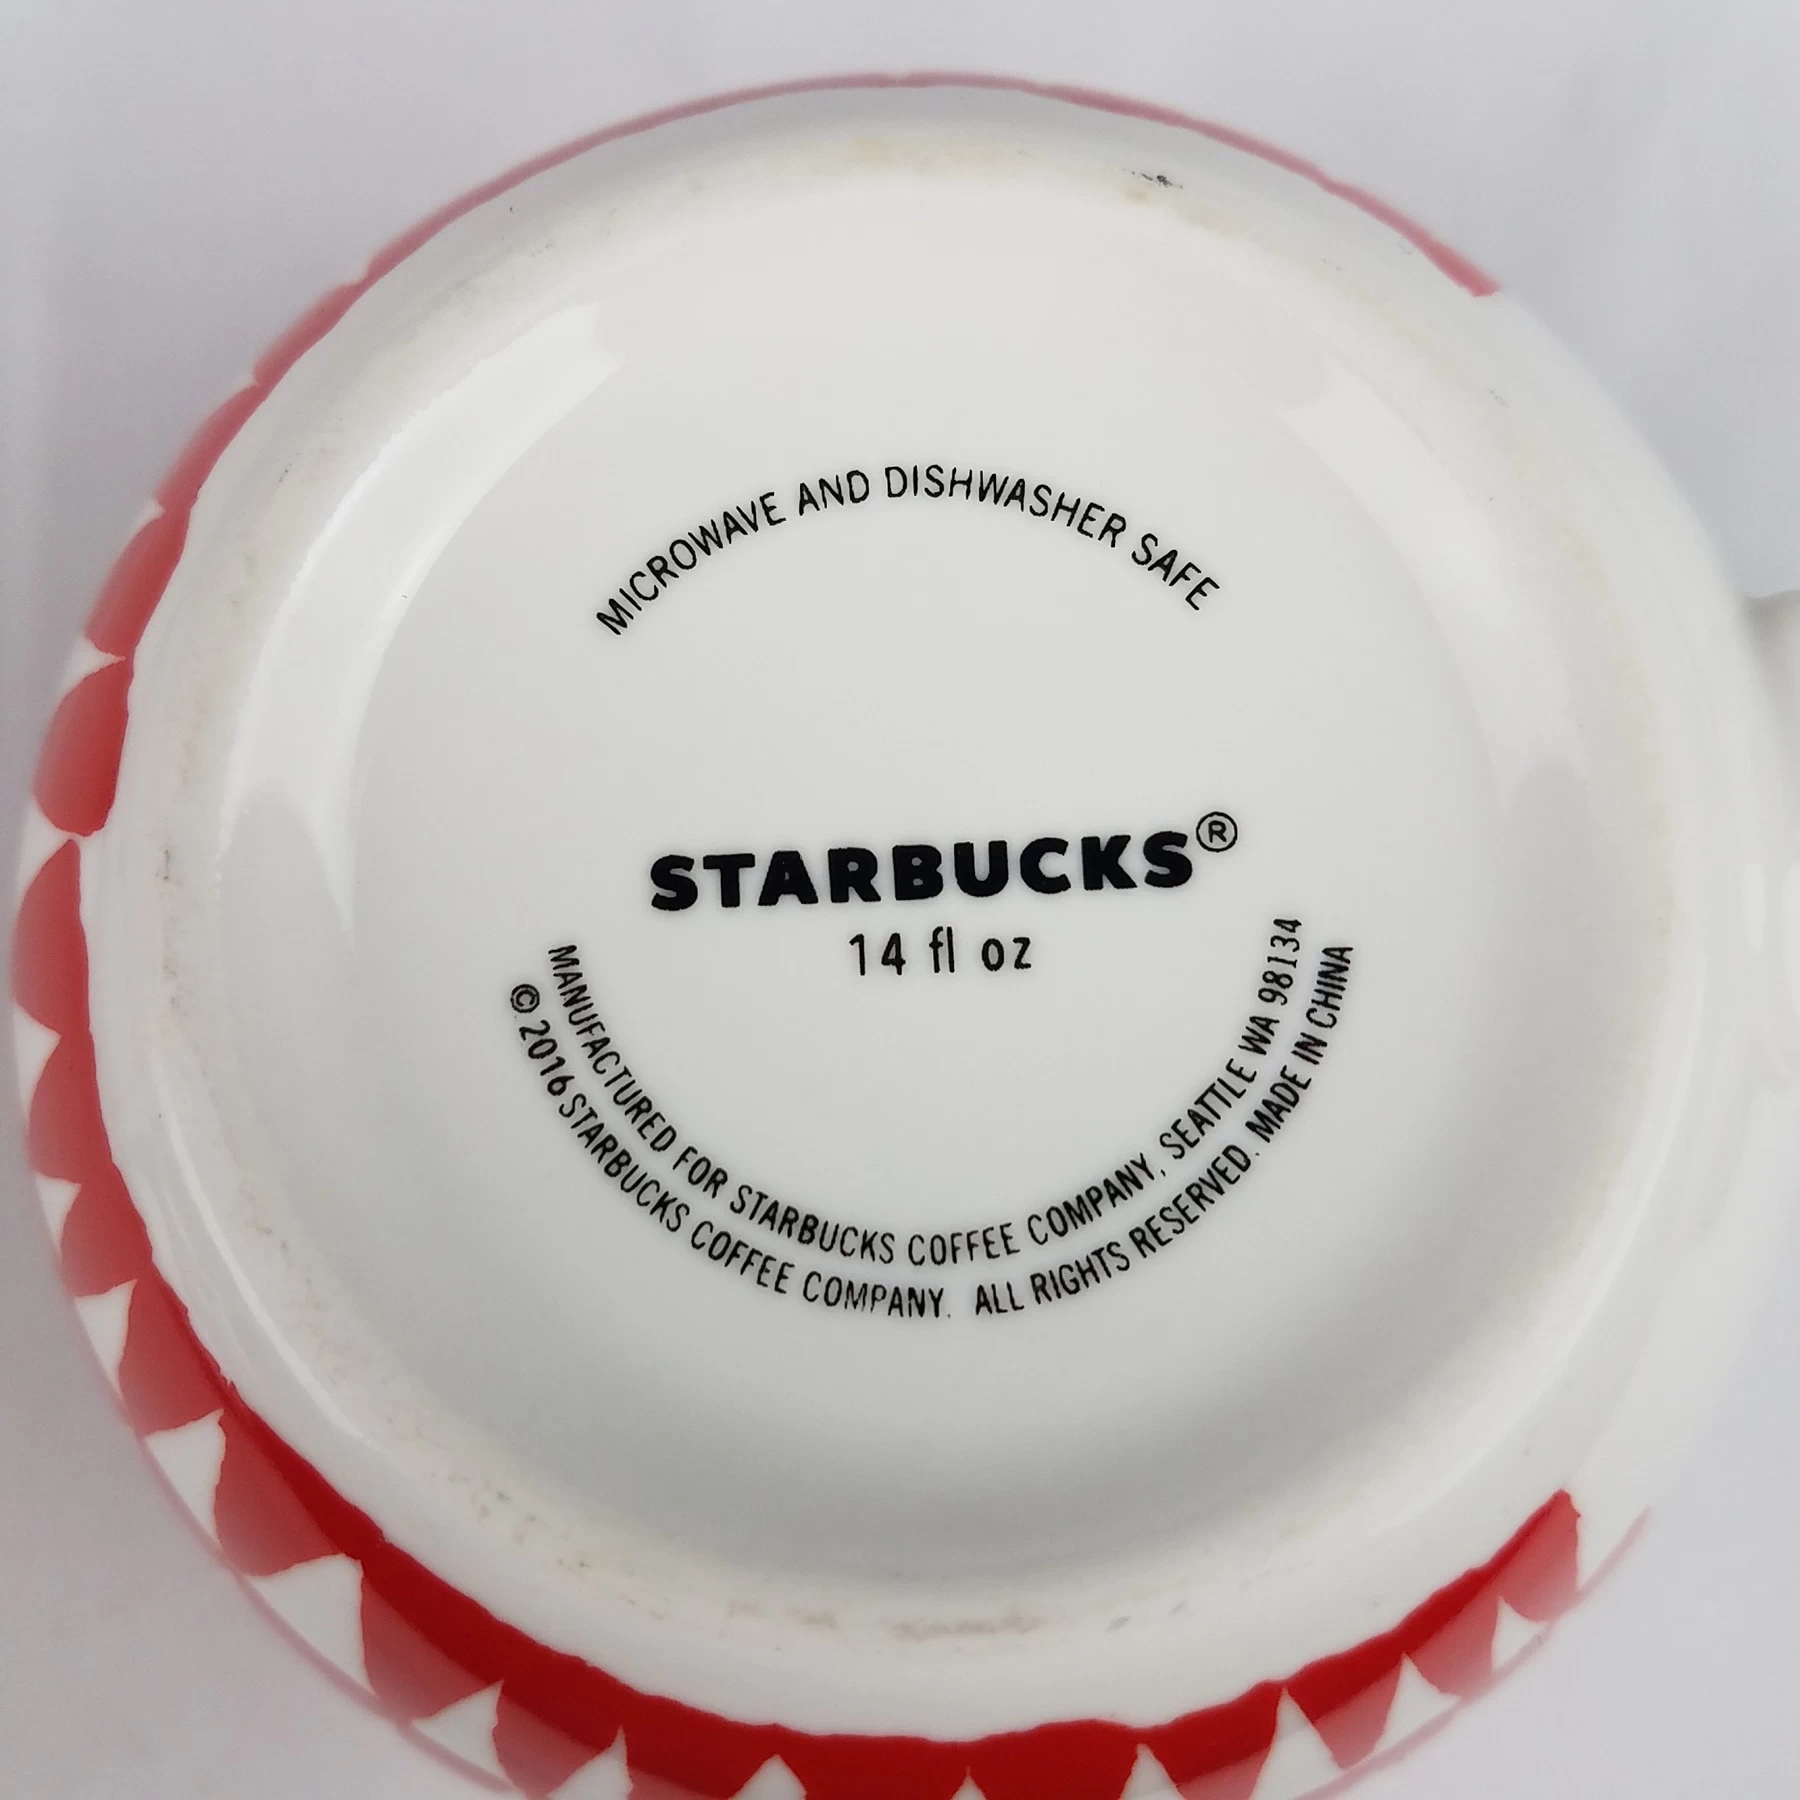 MICROWAVE AND DISHWASHER SAFE
STARBUCKS®
14 fl oz
MANUFACTURED FOR STARBUCKS COFFEE COMPANY, SEATTLE WA 98134
© 2016 STARBUCKS COFFEE COMPANY. ALL RIGHTS RESERVED. MADE IN CHINA